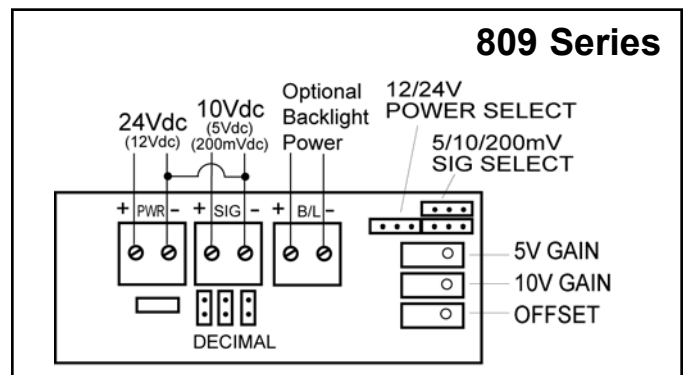 809 Series
24Vdc
(12Vdc)
10Vdc
(5Vdc)
(200mVdc)
Optional
Backlight
Power
12/24V
POWER SELECT
5/10/200mV
SIG SELECT
+ PWR - + SIG - + B/L -
5V GAIN
10V GAIN
OFFSET
DECIMAL